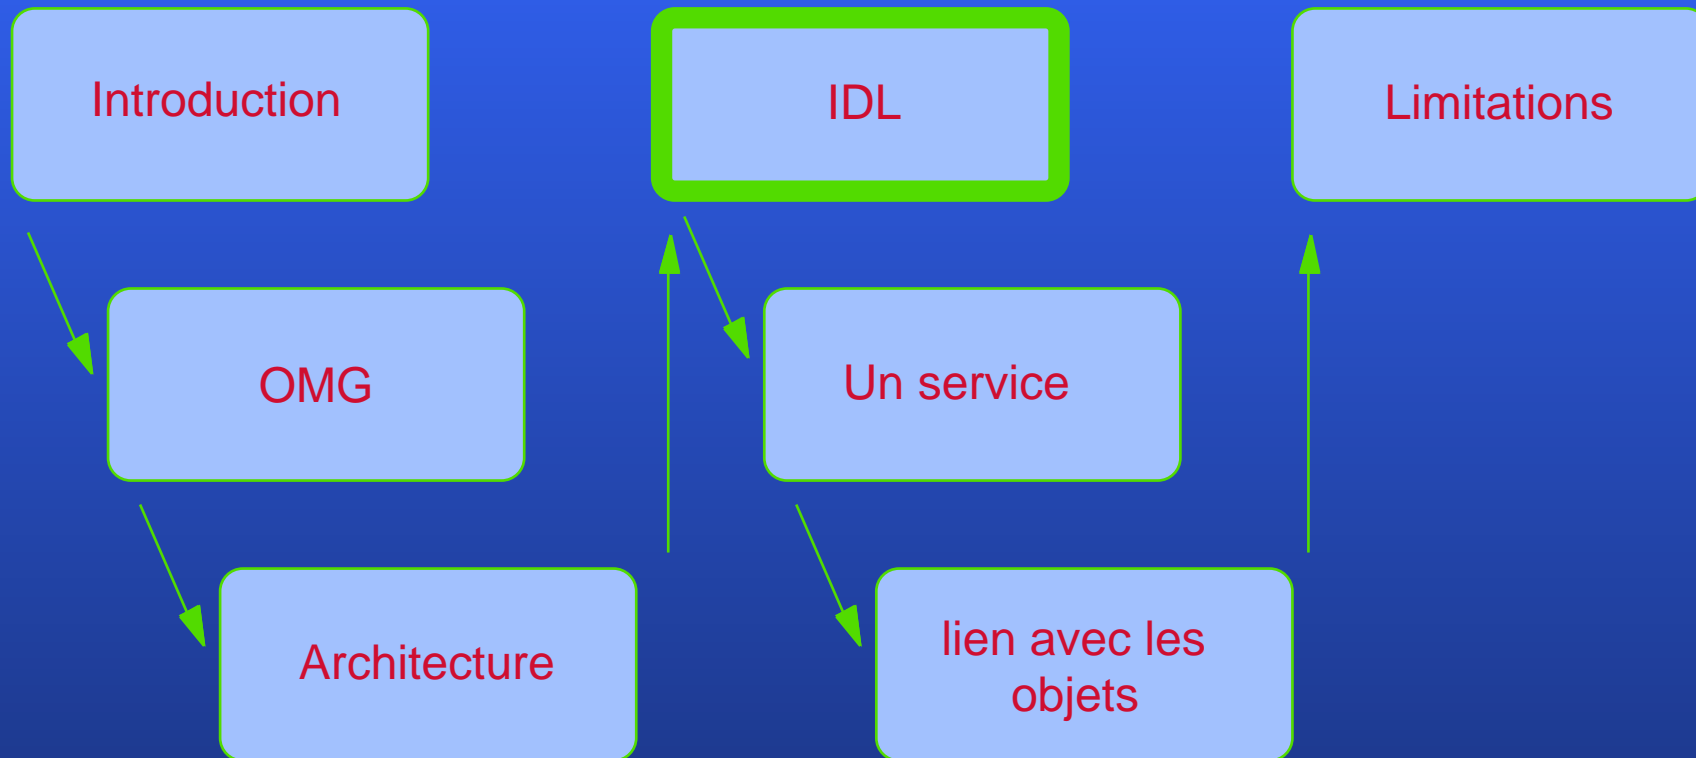 Introduction
OMG
Architecture
IDL
Un service
lien avec les
objets
Limitations